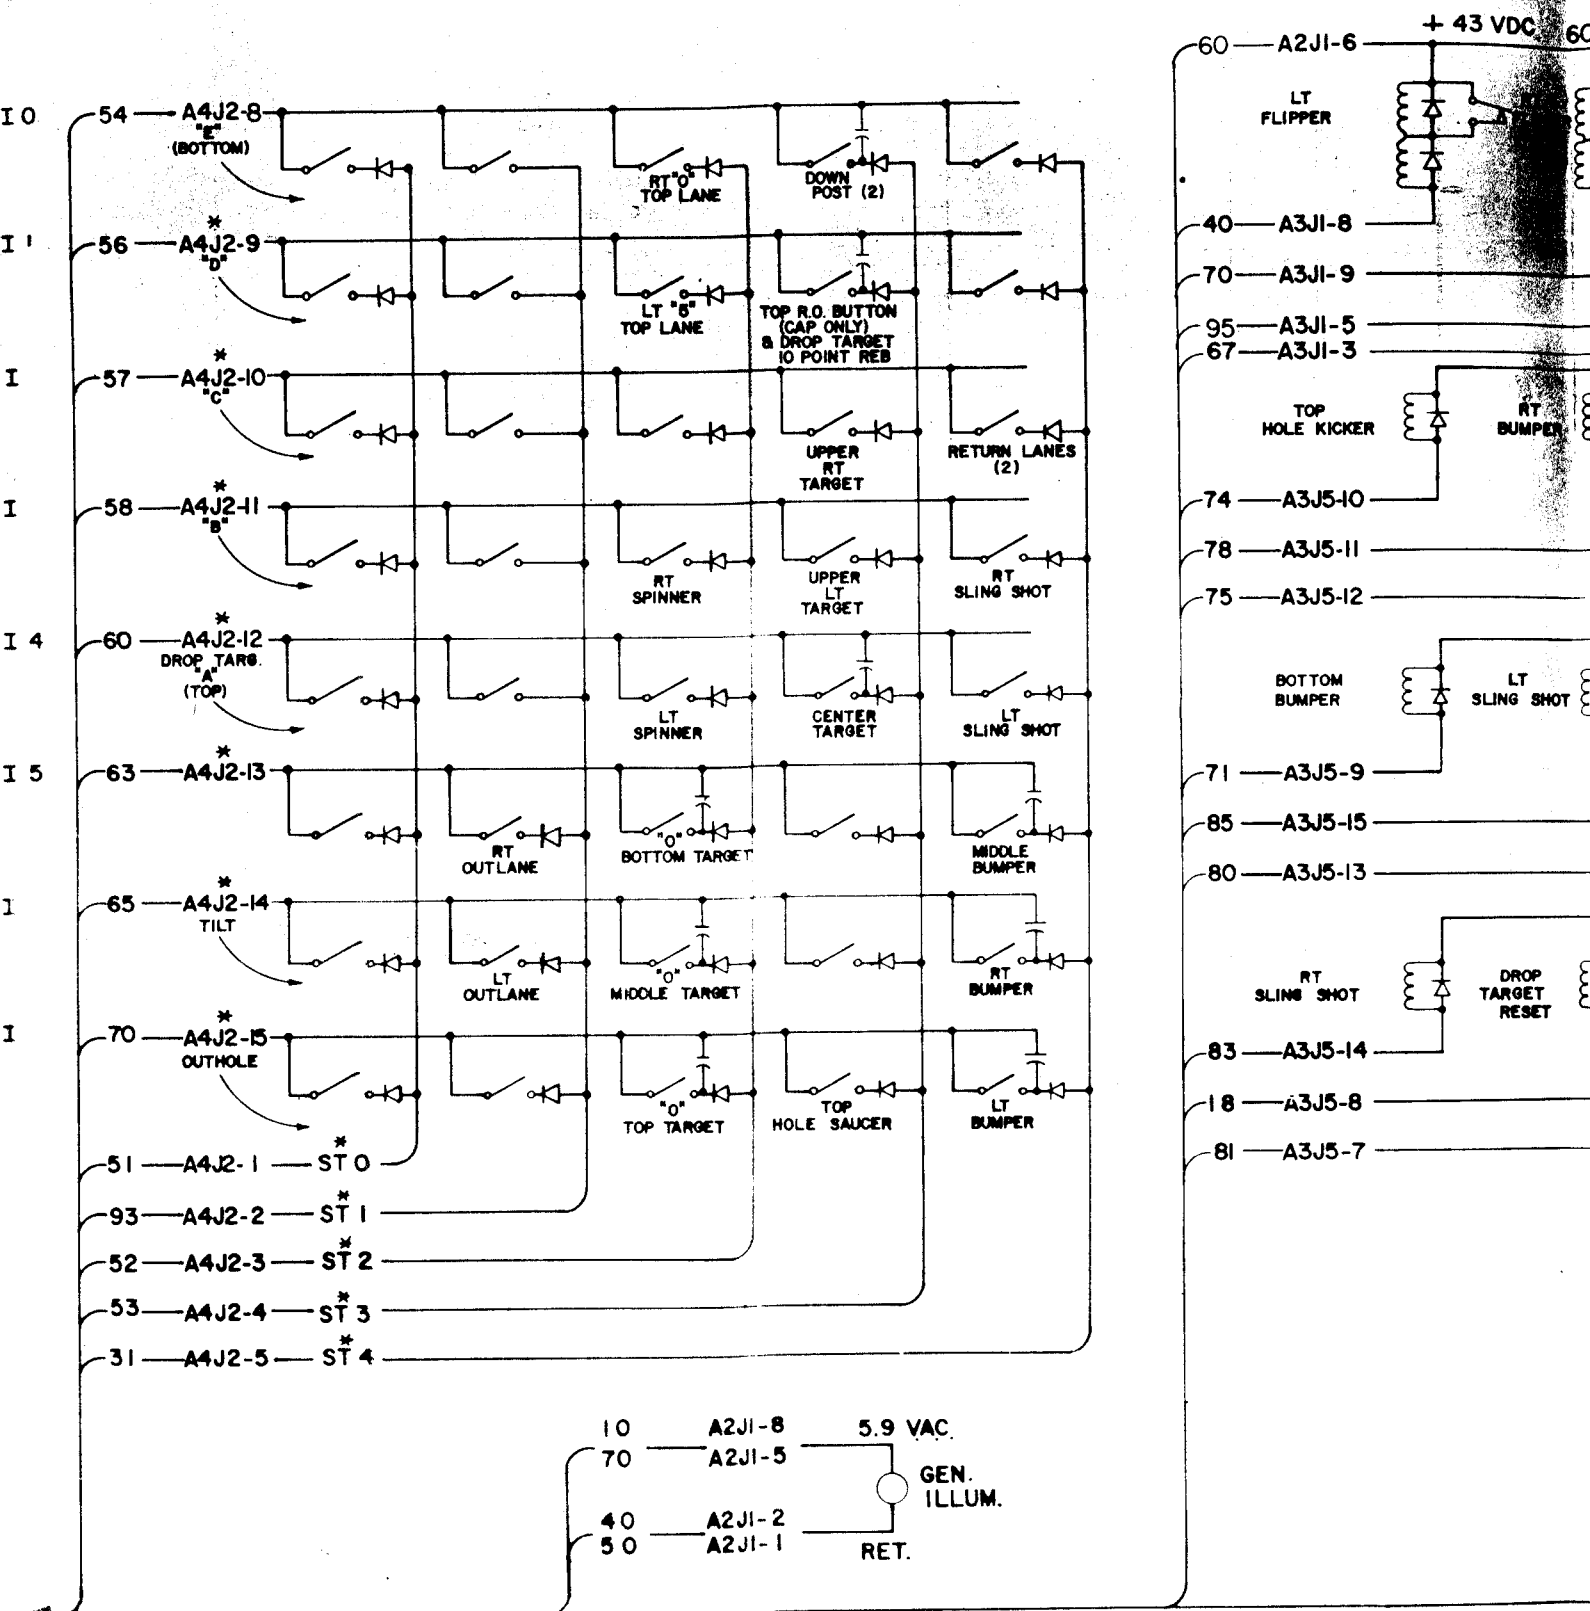 + 43 VDC
60 A2J1-6
LT
FLIPPER
I0 54 A4J2-8
"E"
(BOTTOM)
RT "O"
TOP LANE
DOWN
POST (2)
40 A3J1-8
I' 56 A4J2-9
*
"D"
LT "5"
TOP LANE
TOP R.O. BUTTON
(CAP ONLY)
& DROP TARGET
10 POINT REB
70 A3J1-9
95 A3J1-5
67 A3J1-3
I 57 A4J2-10
*
"C"
UPPER
RT
TARGET
RETURN LANES
(2)
TOP
HOLE KICKER
RT
BUMPER
I 58 A4J2-11
*
"B"
RT
SPINNER
UPPER
LT
TARGET
RT
SLING SHOT
74 A3J5-10
78 A3J5-11
75 A3J5-12
I 4 60 A4J2-12
*
DROP TARG.
"A"
(TOP)
LT
SPINNER
CENTER
TARGET
LT
SLING SHOT
BOTTOM
BUMPER
LT
SLING SHOT
I 5 63 A4J2-13
*
RT
OUTLANE
"O"
BOTTOM TARGET
MIDDLE
BUMPER
71 A3J5-9
85 A3J5-15
80 A3J5-13
I 65 A4J2-14
*
TILT
LT
OUTLANE
"O"
MIDDLE TARGET
RT
BUMPER
RT
SLING SHOT
DROP
TARGET
RESET
I 70 A4J2-15
*
OUTHOLE
"O"
TOP TARGET
TOP
HOLE SAUCER
LT
BUMPER
83 A3J5-14
18 A3J5-8
81 A3J5-7
*
51 A4J2-1 ST 0
*
93 A4J2-2 ST 1
*
52 A4J2-3 ST 2
*
53 A4J2-4 ST 3
*
31 A4J2-5 ST 4
10 A2J1-8 5.9 VAC.
70 A2J1-5
GEN.
ILLUM.
40 A2J1-2
50 A2J1-1
RET.